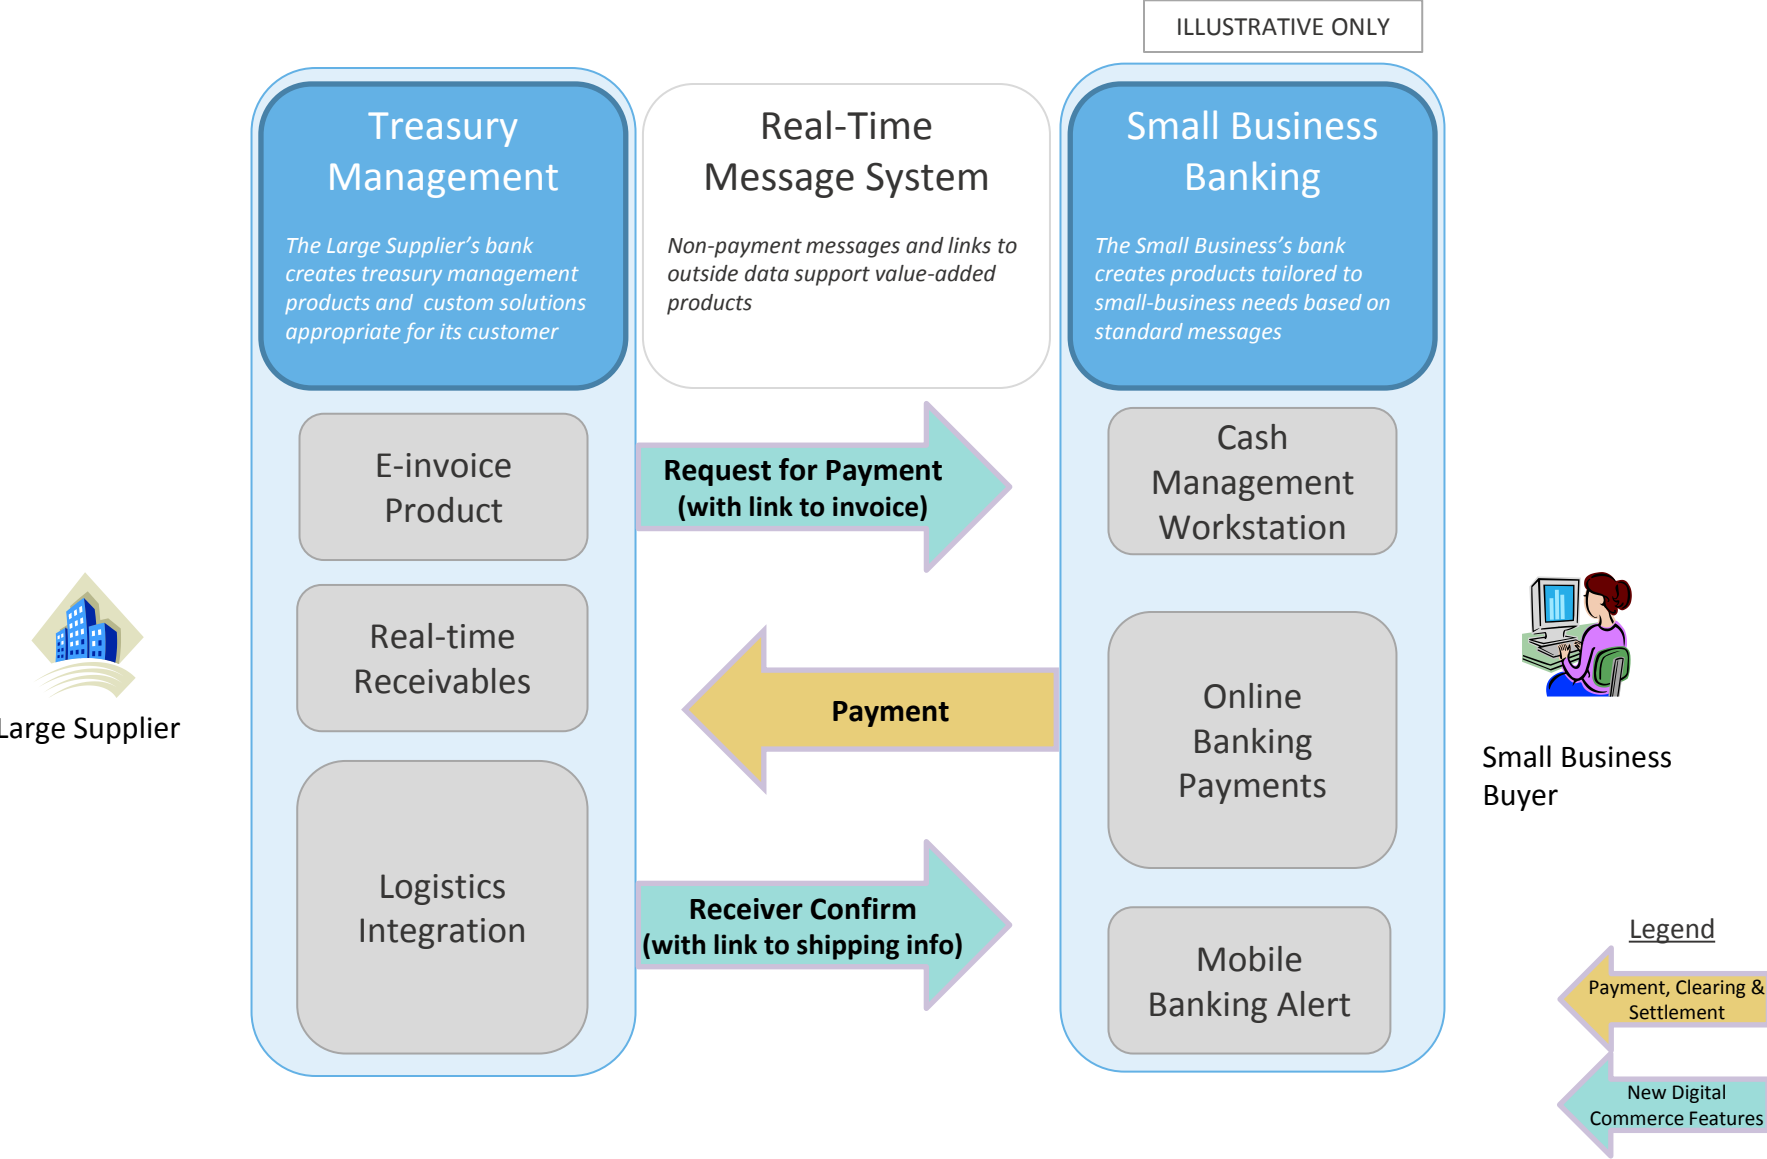 ILLUSTRATIVE ONLY
Treasury
Management
The Large Supplier’s bank
creates treasury management
products and custom solutions
appropriate for its customer
Real-Time
Message System
Non-payment messages and links to
outside data support value-added
products
Small Business
Banking
The Small Business’s bank
creates products tailored to
small-business needs based on
standard messages
E-invoice
Product
Request for Payment
(with link to invoice)
Cash
Management
Workstation
Large Supplier
Real-time
Receivables
Payment
Online
Banking
Payments
Small Business
Buyer
Logistics
Integration
Receiver Confirm
(with link to shipping info)
Mobile
Banking Alert
Legend
Payment, Clearing &
Settlement
New Digital
Commerce Features